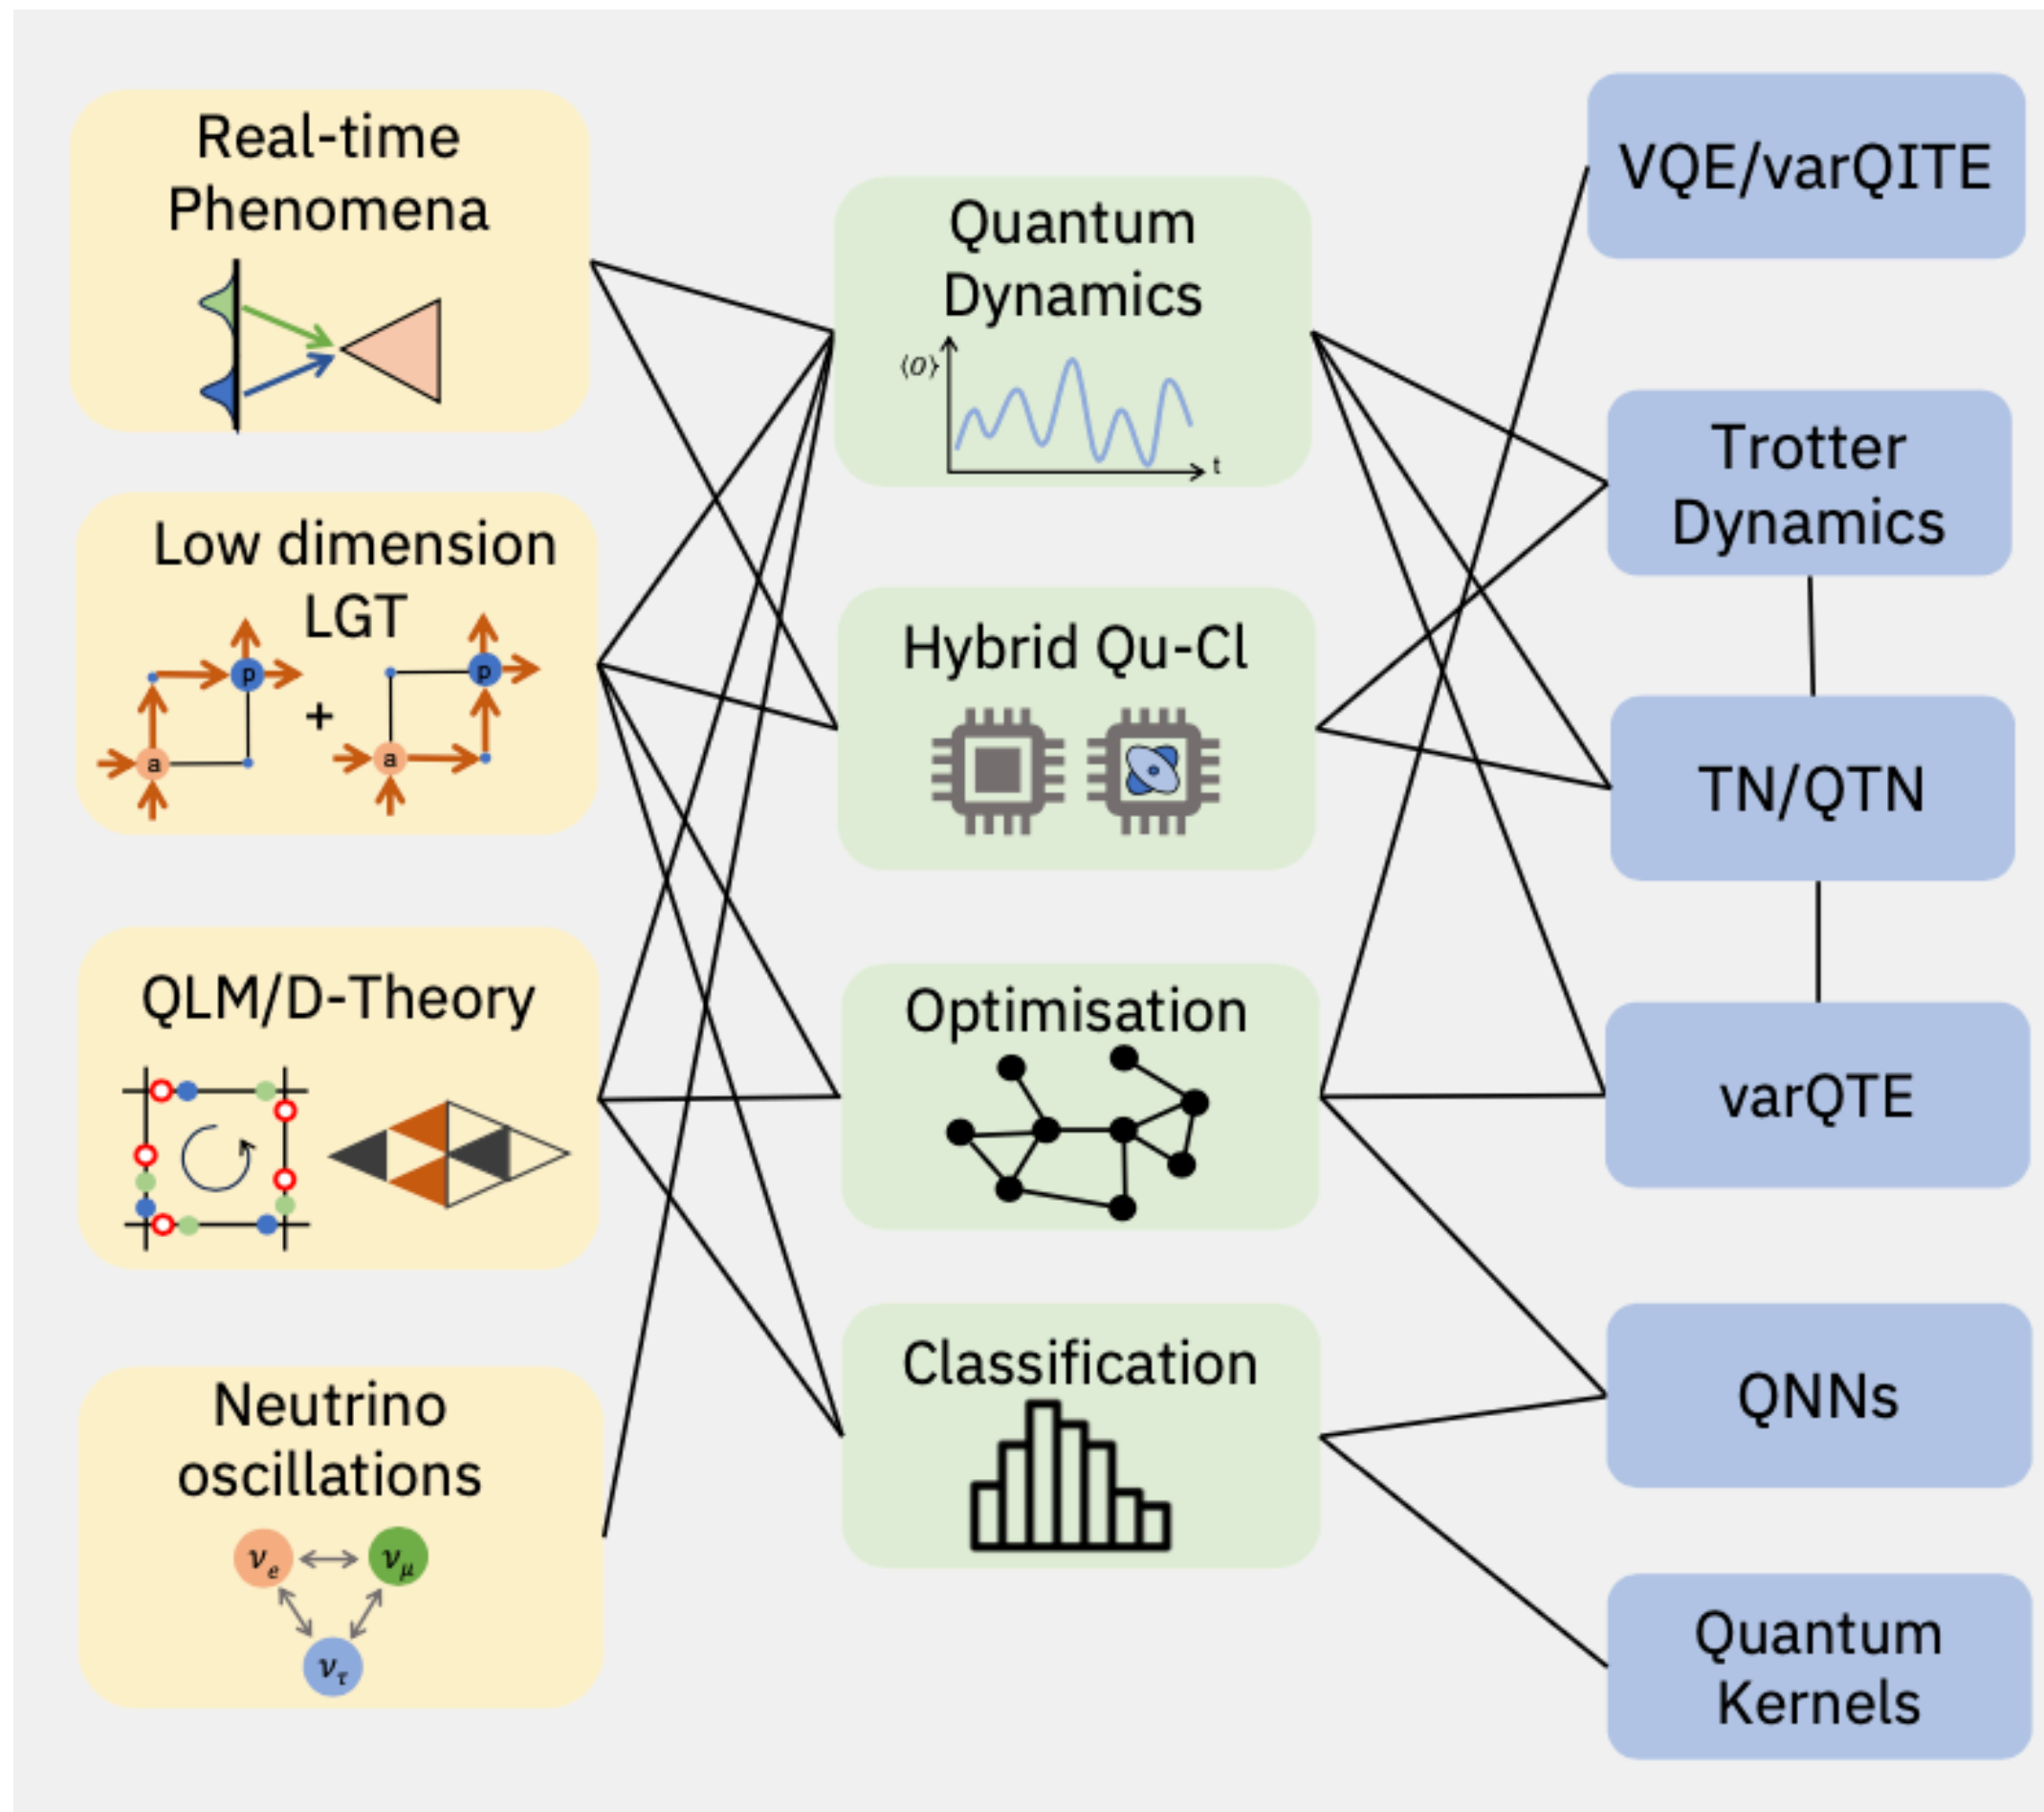 Real-time
Phenomena
Low dimension
LGT
p
p
+
a
a
QLM/D-Theory
Neutrino
oscillations
νe
νμ
ντ
Quantum
Dynamics
⟨O⟩
t
Hybrid Qu-Cl
Optimisation
Classification
VQE/varQITE
Trotter
Dynamics
TN/QTN
varQTE
QNNs
Quantum
Kernels